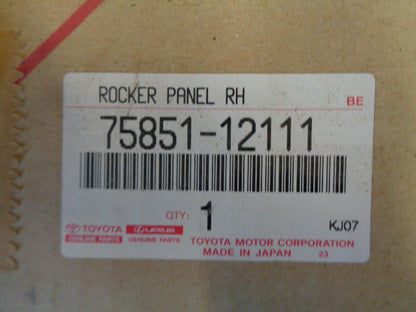 ROCKER PANEL RH
BE
75851-12111
QTY: 1
KJ07
TOYOTA LEXUS
GENUINE PARTS GENUINE PARTS
TOYOTA MOTOR CORPORATION
MADE IN JAPAN 23